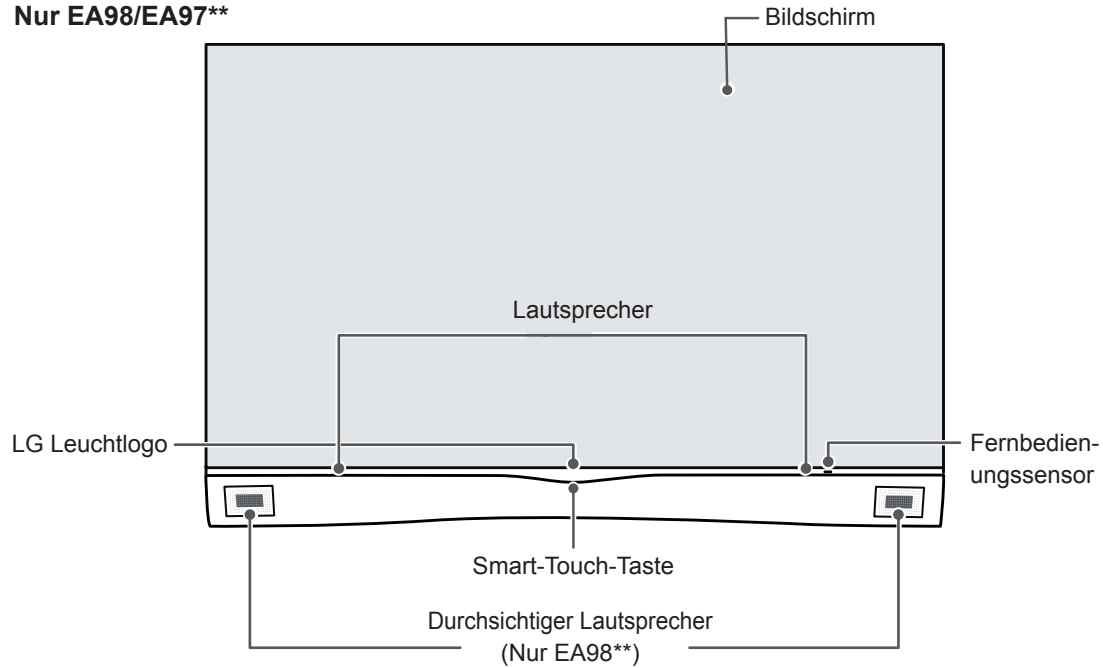 Nur EA98/EA97**
Bildschirm
Lautsprecher
LG Leuchtlogo
Fernbedien-
ungssensor
Smart-Touch-Taste
Durchsichtiger Lautsprecher
(Nur EA98**)